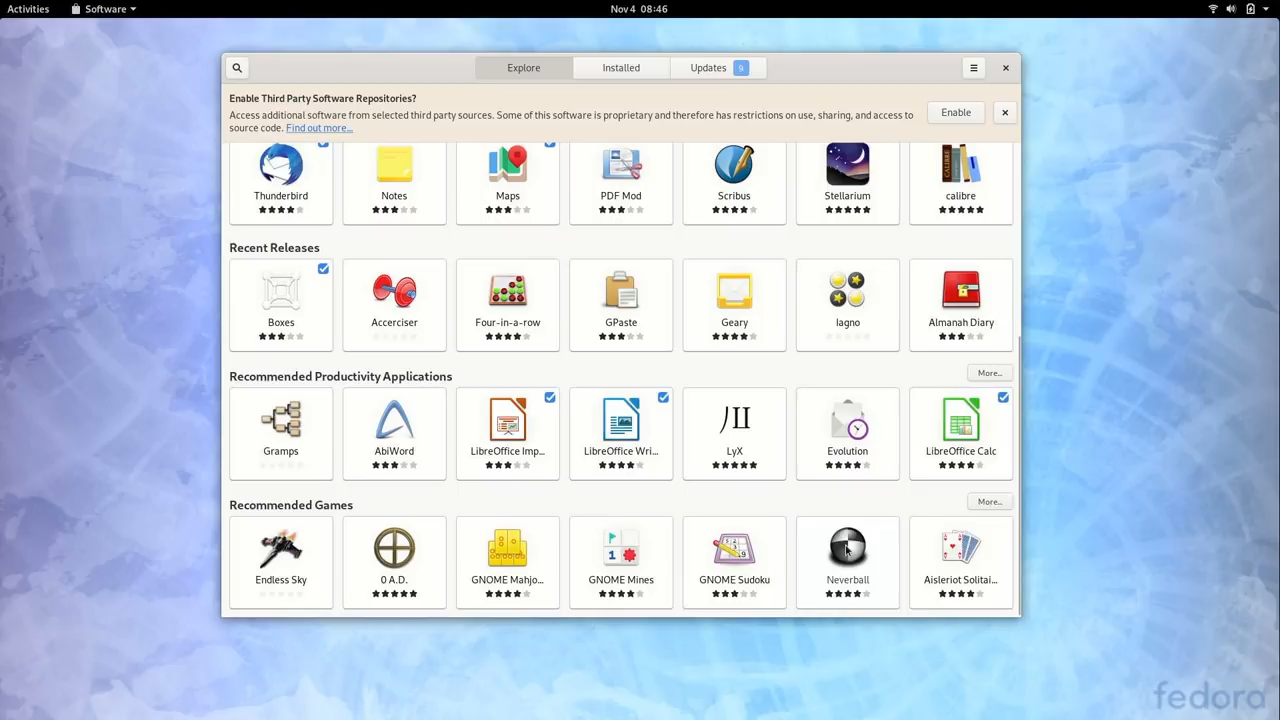 Activities
Software
Nov 4 08:46
Explore
Installed
Updates 9
Enable Third Party Software Repositories?
Access additional software from selected third party sources. Some of this software is proprietary and therefore has restrictions on use, sharing, and access to
source code. Find out more...
Enable
Thunderbird
Notes
Maps
PDF Mod
Scribus
Stellarium
calibre
Recent Releases
Boxes
Accerciser
Four-in-a-row
GPaste
Geary
Iagno
Almanah Diary
Recommended Productivity Applications
More...
Gramps
AbiWord
LibreOffice Imp...
LibreOffice Wri...
LyX
Evolution
LibreOffice Calc
Recommended Games
More...
Endless Sky
0 A.D.
GNOME Mahjo...
GNOME Mines
GNOME Sudoku
Neverball
Aisleriot Solitai...
fedora